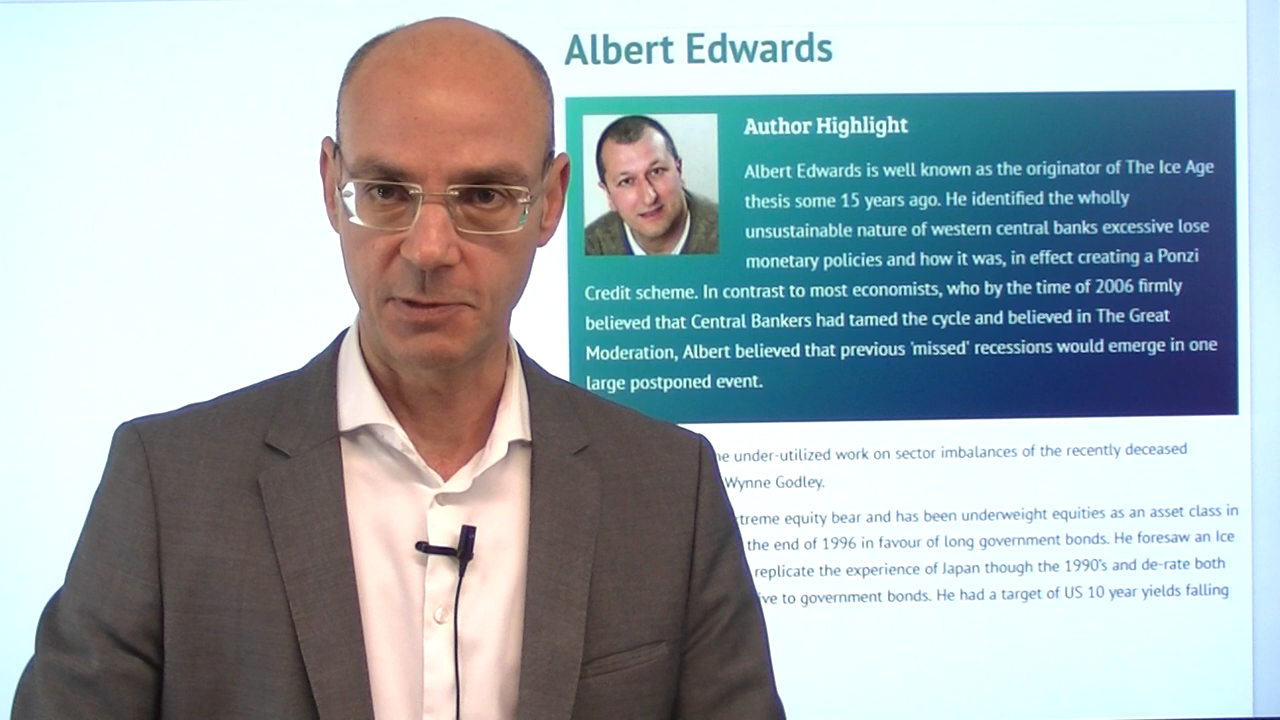 Albert Edwards
Author Highlight
Albert Edwards is well known as the originator of The Ice Age
thesis some 15 years ago. He identified the wholly
unsustainable nature of western central banks excessive lose
monetary policies and how it was, in effect creating a Ponzi
Credit scheme. In contrast to most economists, who by the time of 2006 firmly
believed that Central Bankers had tamed the cycle and believed in The Great
Moderation, Albert believed that previous 'missed' recessions would emerge in one
large postponed event.
under-utilized work on sector imbalances of the recently deceased
Wynne Godley.
equity bear and has been underweight equities as an asset class in
the end of 1996 in favour of long government bonds. He foresaw an Ice
replicate the experience of Japan though the 1990's and de-rate both
to government bonds. He had a target of US 10 year yields falling